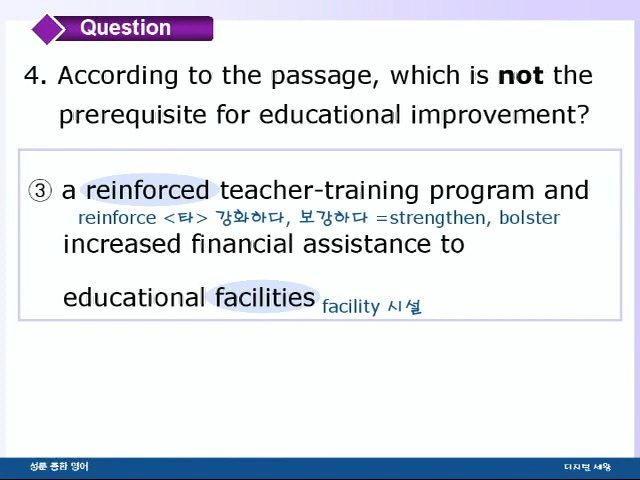 Question
4. According to the passage, which is not the
prerequisite for educational improvement?
③ a reinforced teacher-training program and
reinforce <타> 강화하다, 보강하다 =strengthen, bolster
increased financial assistance to
educational facilities facility 시설
성문 종합 영어
디지털 세왕